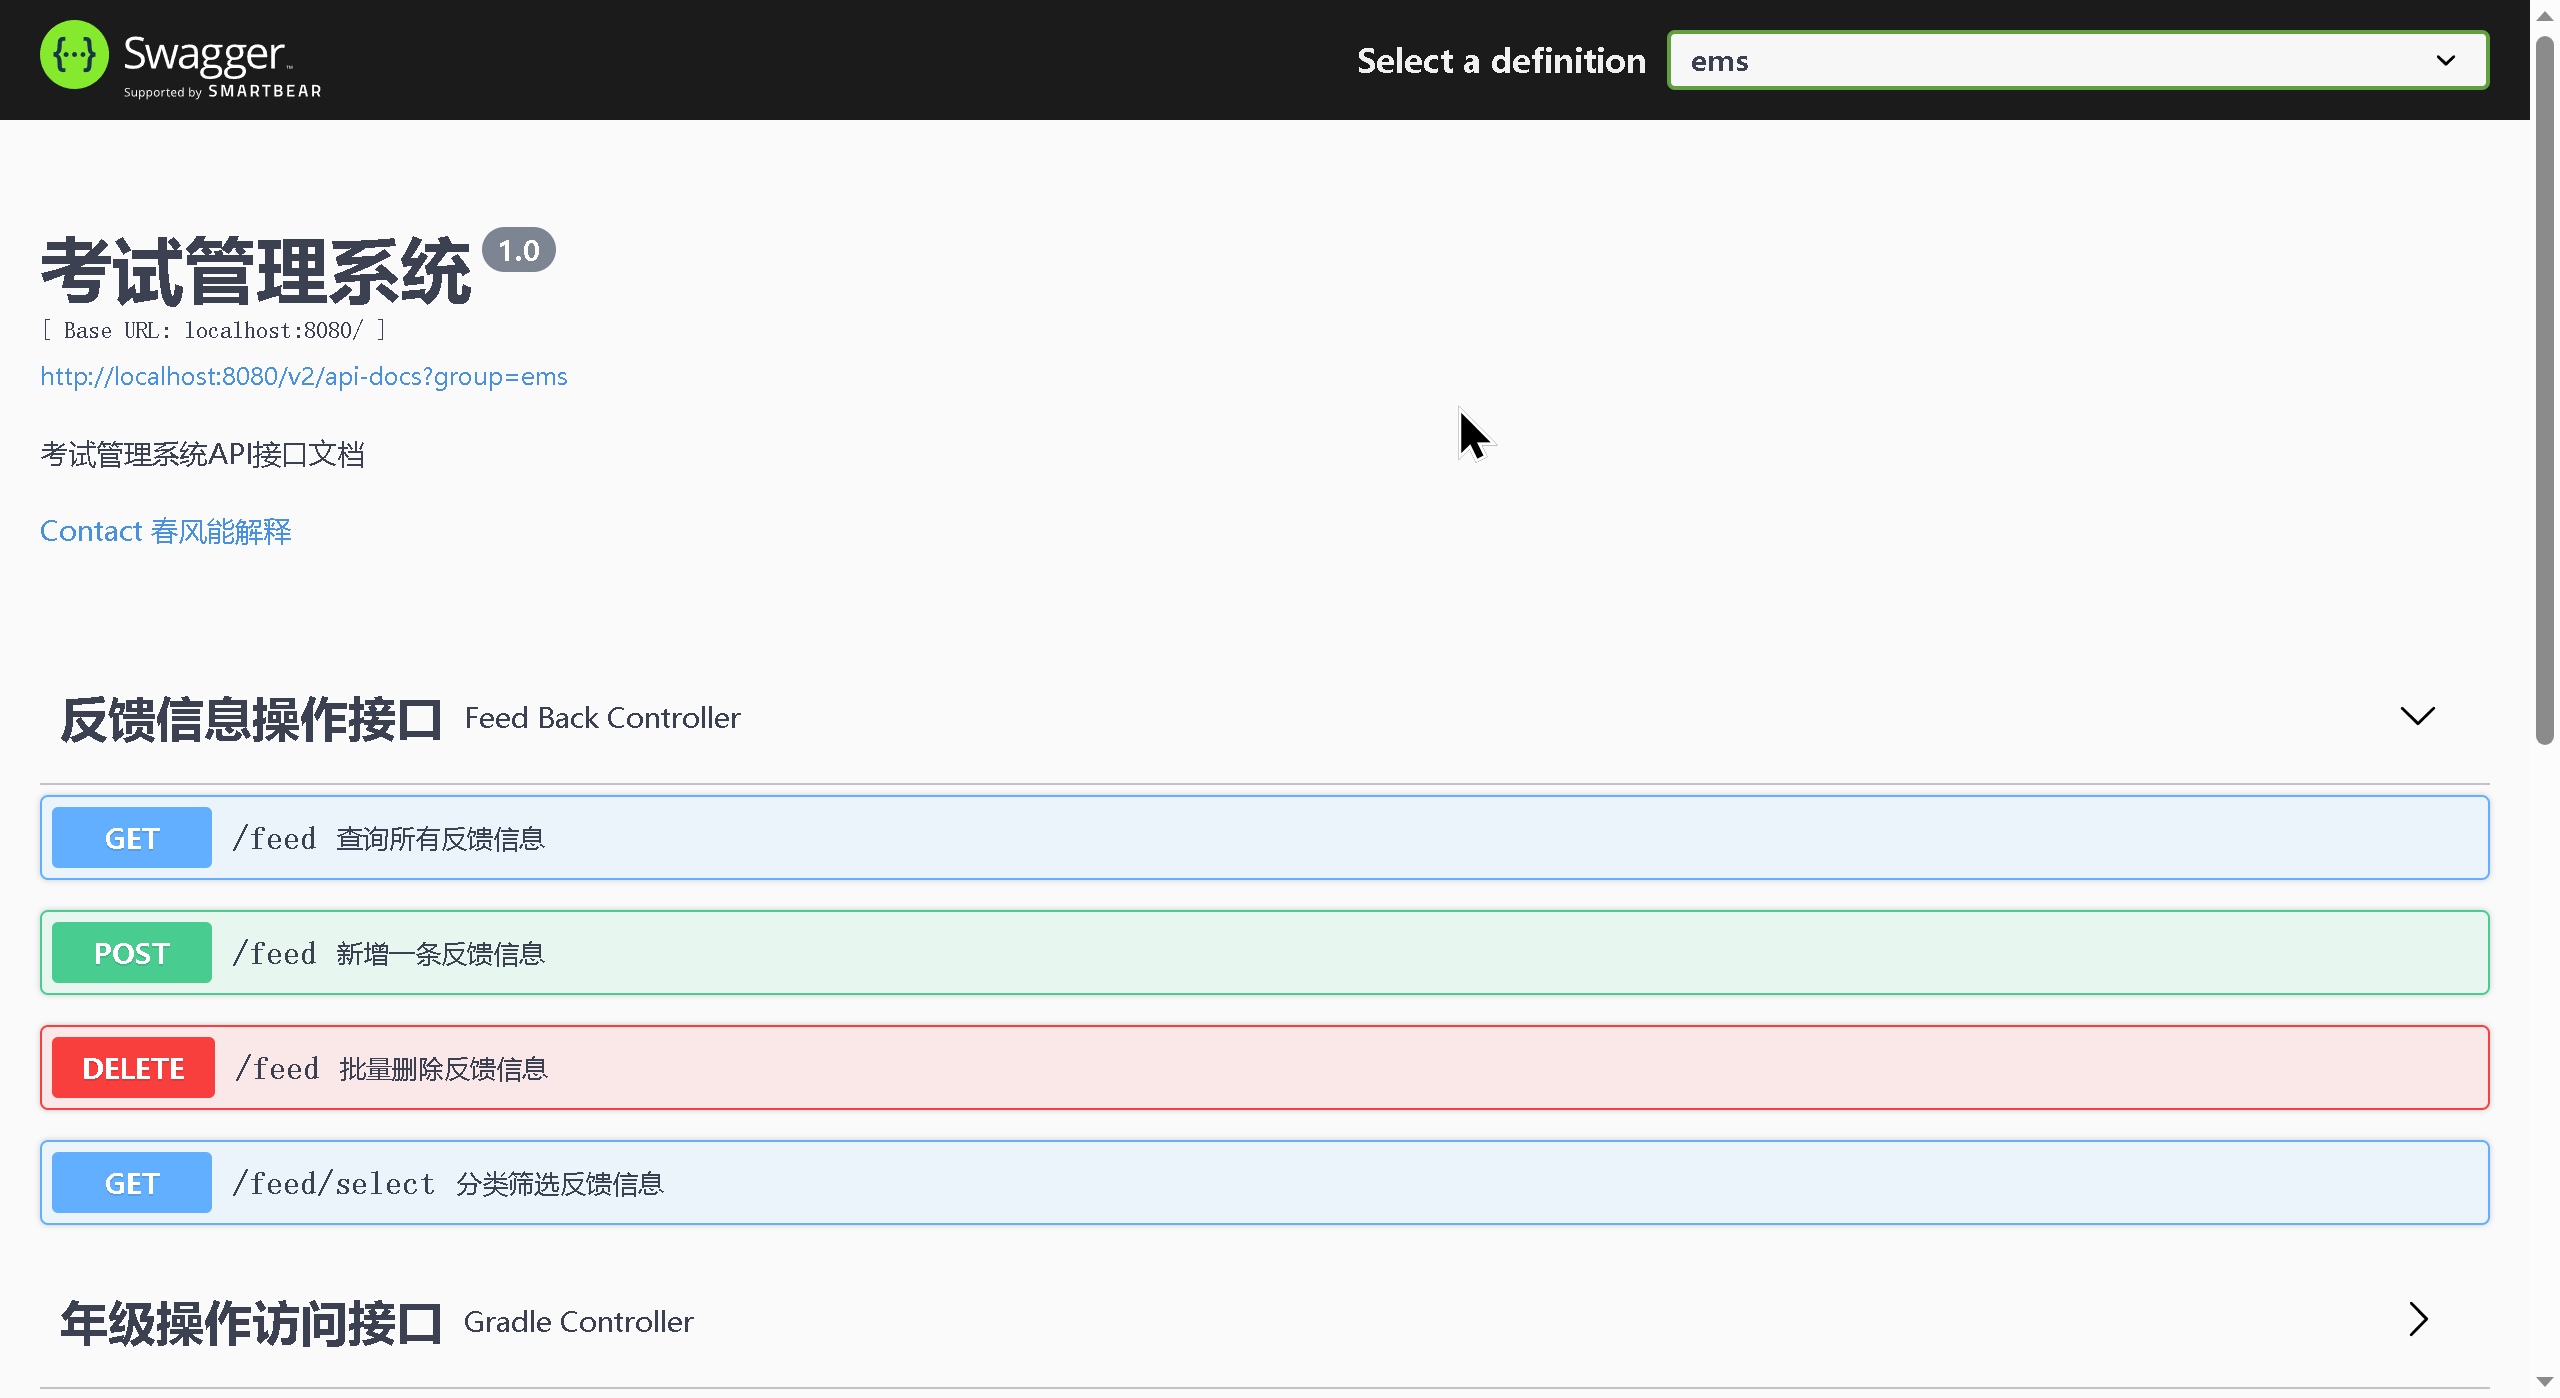 {···} Swagger™
Supported by SMARTBEAR
Select a definition ems
考试管理系统 1.0
[ Base URL: localhost:8080/ ]
http://localhost:8080/v2/api-docs?group=ems
考试管理系统API接口文档
Contact 春风能解释
反馈信息操作接口 Feed Back Controller
GET /feed 查询所有反馈信息
POST /feed 新增一条反馈信息
DELETE /feed 批量删除反馈信息
GET /feed/select 分类筛选反馈信息
年级操作访问接口 Gradle Controller